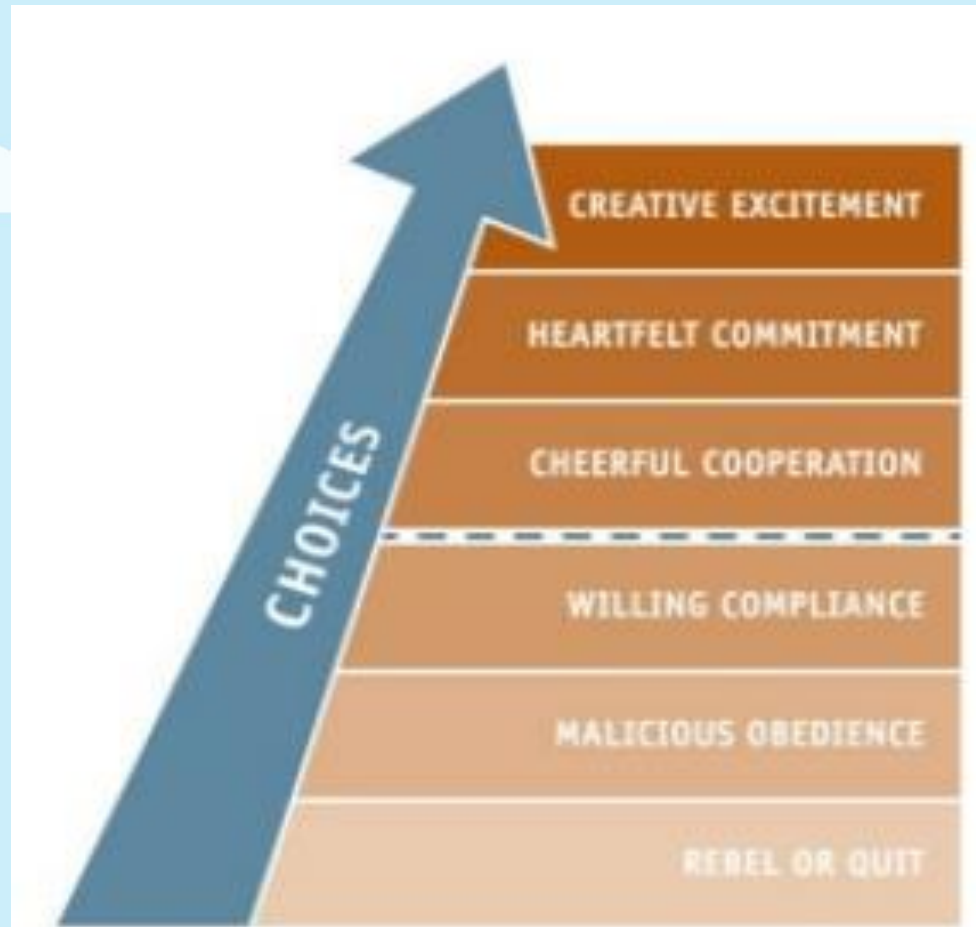 CREATIVE EXCITEMENT
HEARTFELT COMMITMENT
CHEERFUL COOPERATION
CHOICES
WILLING COMPLIANCE
MALICIOUS OBEDIENCE
REBEL OR QUIT